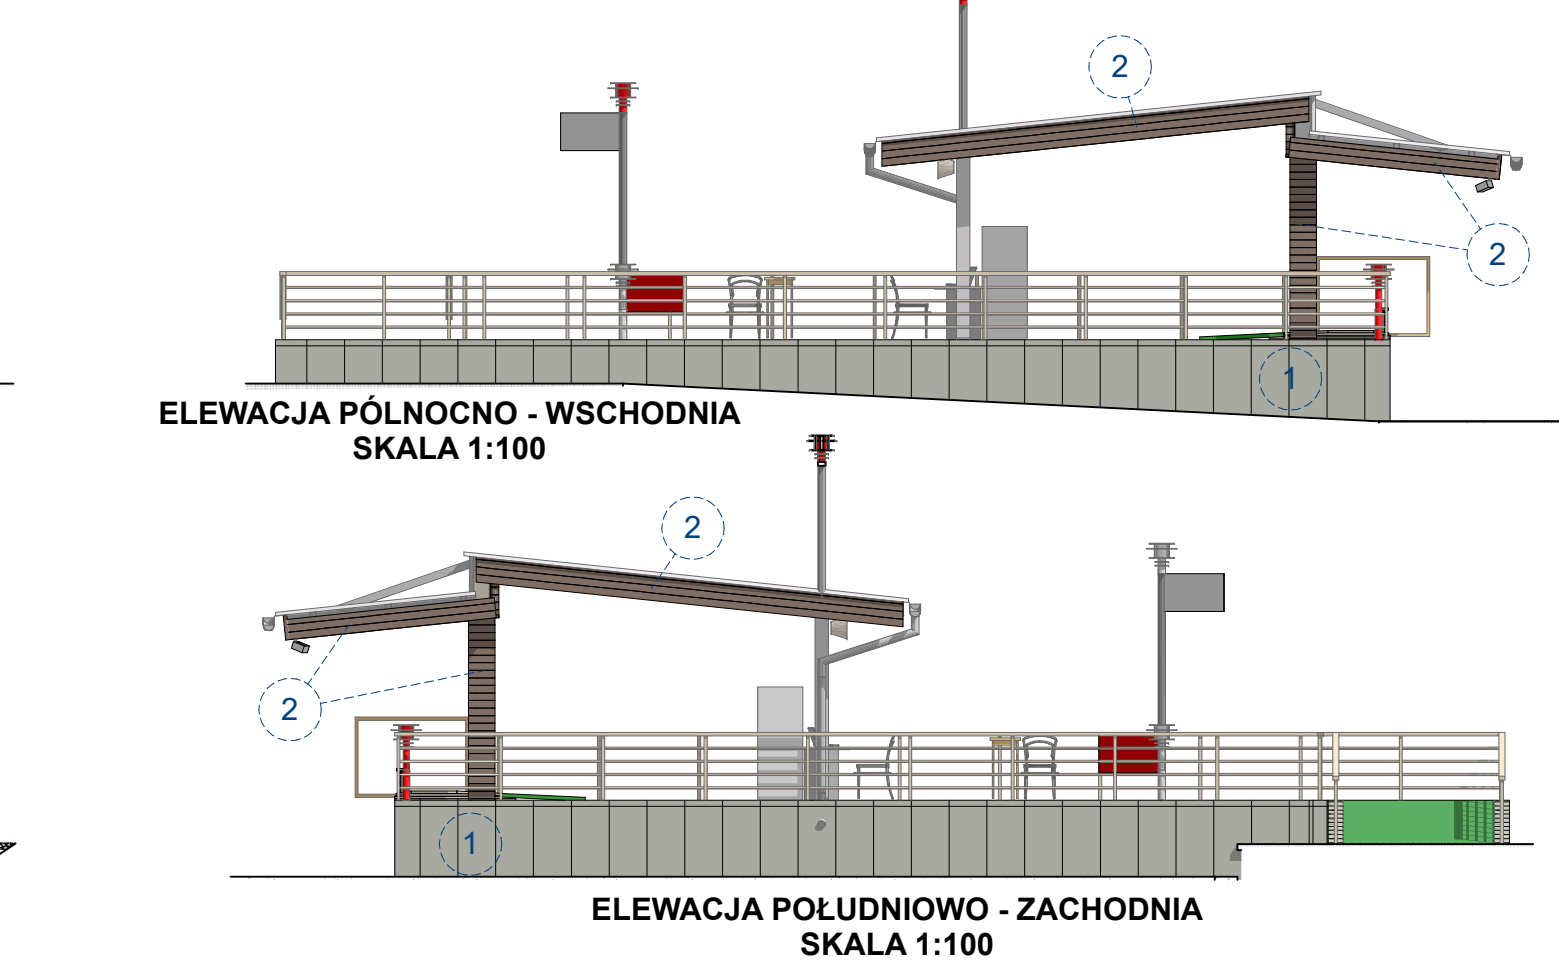 2
2
1
ELEWACJA PÓLNOCNO - WSCHODNIA
SKALA 1:100
2
2
1
ELEWACJA POŁUDNIOWO - ZACHODNIA
SKALA 1:100